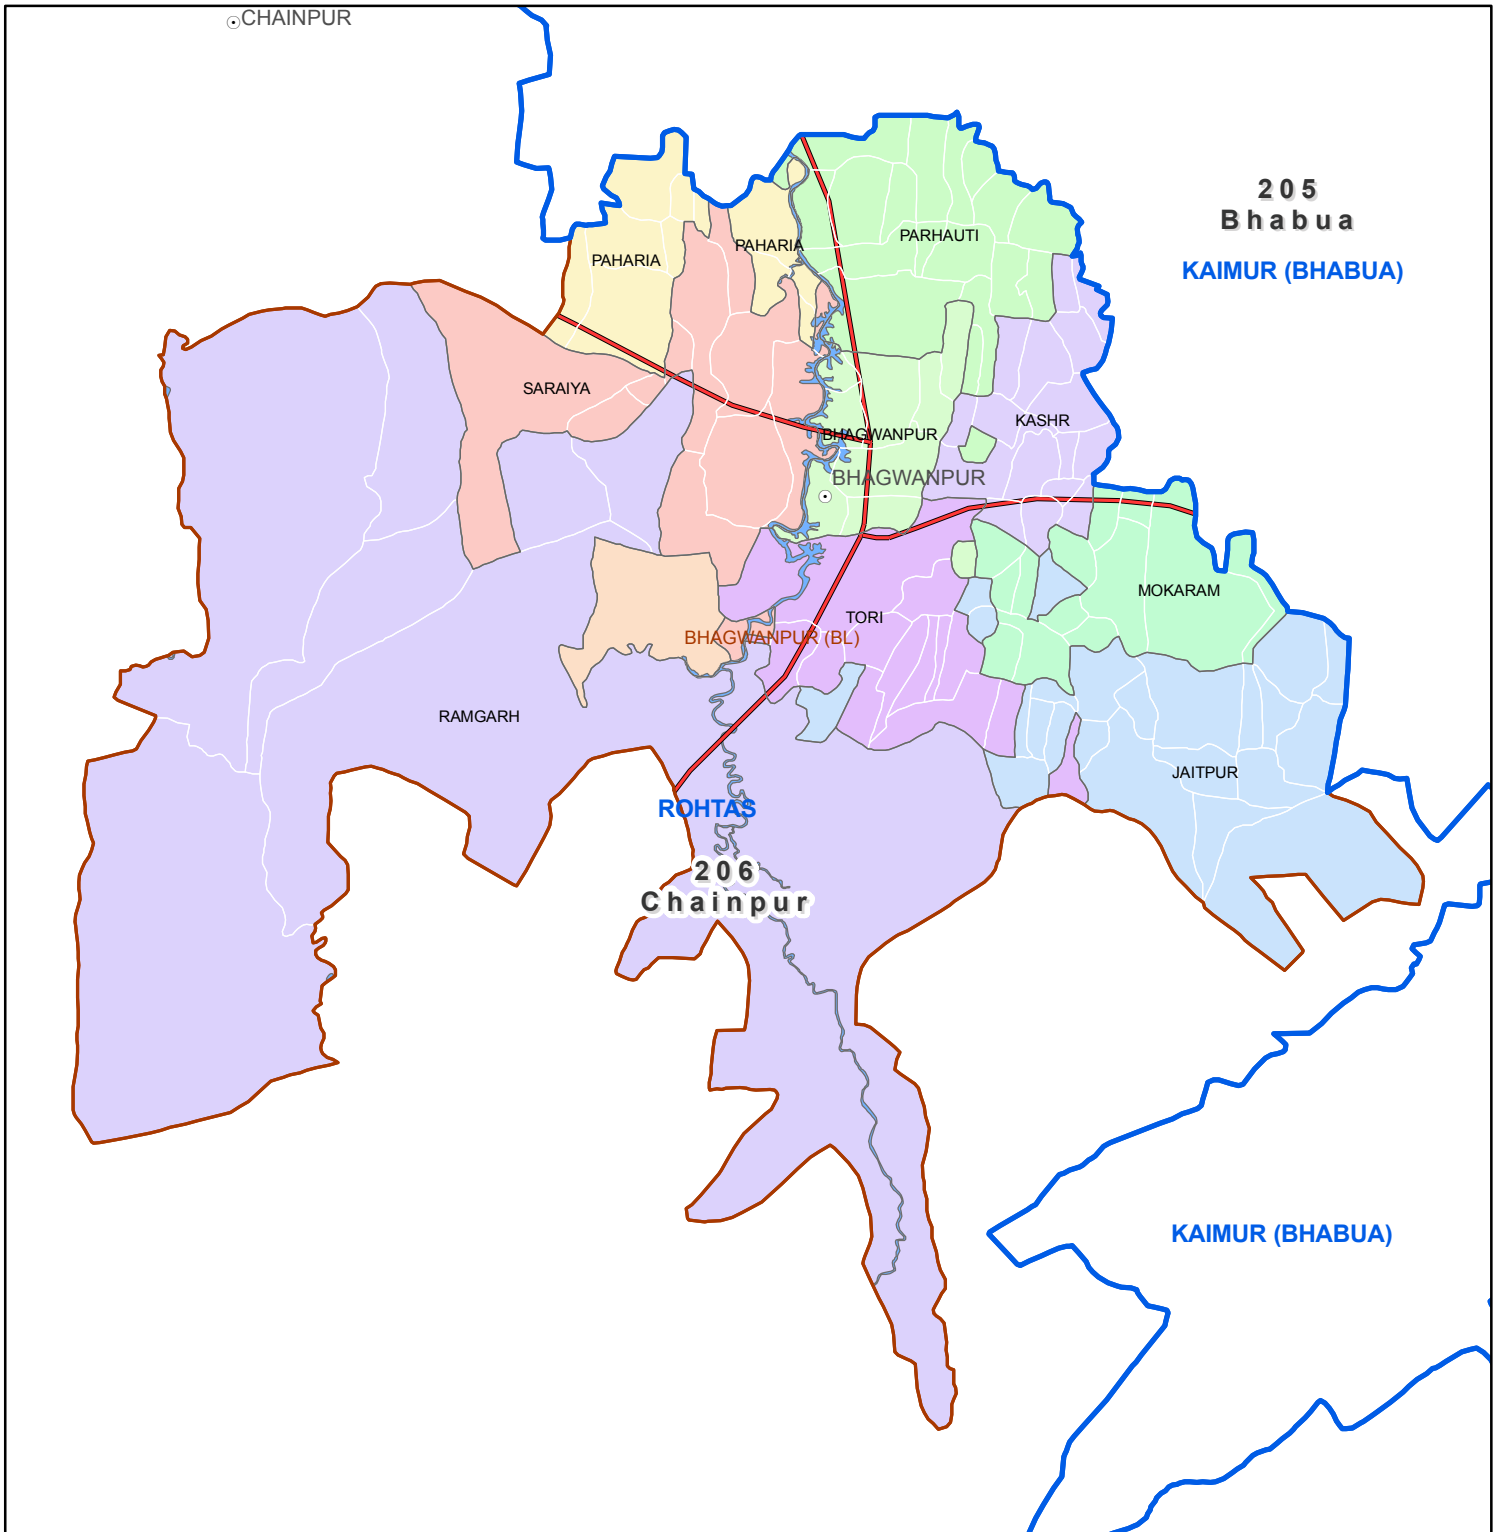 CHAINPUR
205
Bhabua
KAIMUR (BHABUA)
PARHAUTI
PAHARIA
PAHARIA
SARAIYA
KASHR
BHAGWANPUR
BHAGWANPUR
MOKARAM
TORI
BHAGWANPUR (BL)
RAMGARH
JAITPUR
ROHTAS
206
Chainpur
KAIMUR (BHABUA)